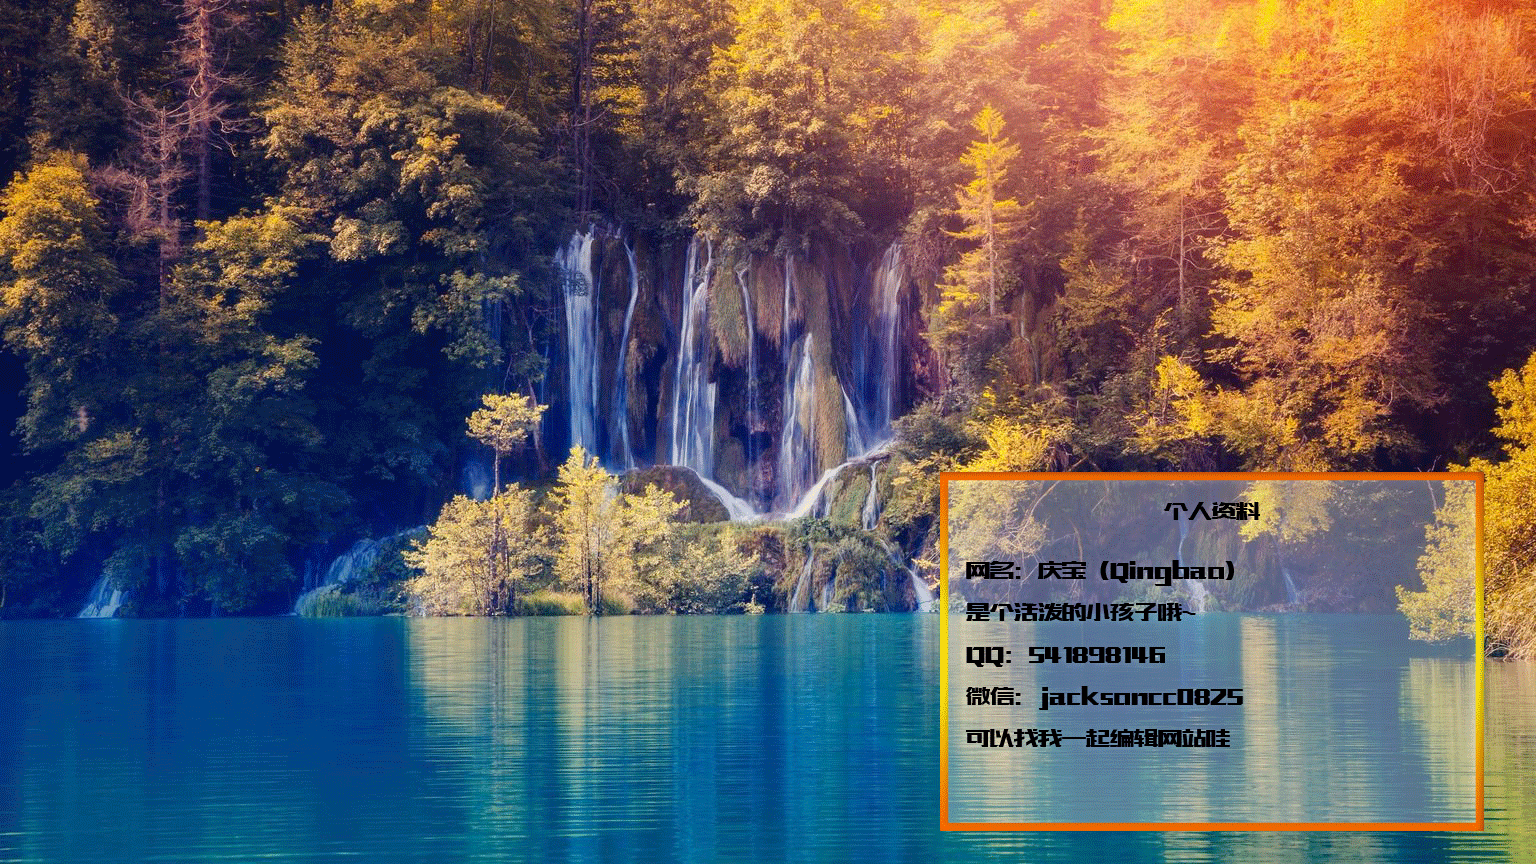 个人资料
网名：庆宝（Qingbao）
是个活泼的小孩子哦~
QQ：541898146
微信：jacksoncc0825
可以找我一起编辑网站哇